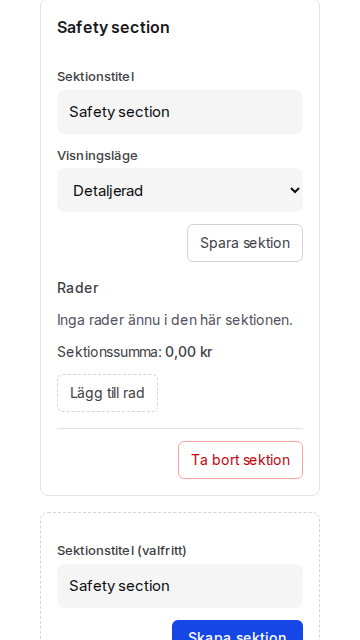 Safety section
Sektionstitel
Safety section
Visningsläge
Detaljerad
Spara sektion
Rader
Inga rader ännu i den här sektionen.
Sektionssumma: 0,00 kr
Lägg till rad
Ta bort sektion
Sektionstitel (valfritt)
Safety section
Skapa sektion